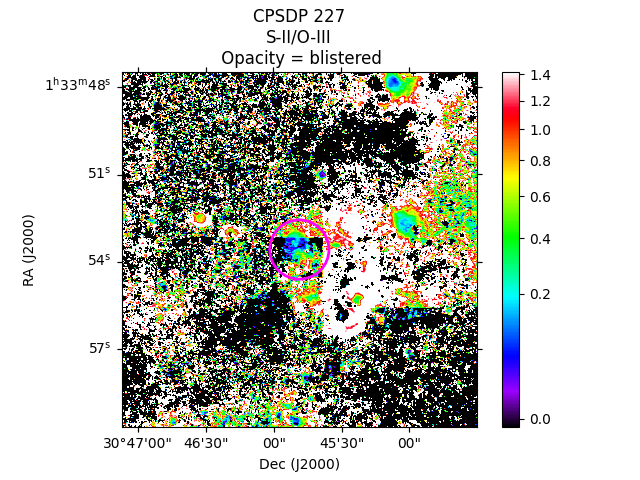 CPSDP 227
S-II/O-III
Opacity = blistered
1ʰ33ᵐ48ˢ
51ˢ
54ˢ
57ˢ
RA (J2000)
30°47'00" 46'30" 00" 45'30" 00"
Dec (J2000)
1.4
1.2
1.0
0.8
0.6
0.4
0.2
0.0